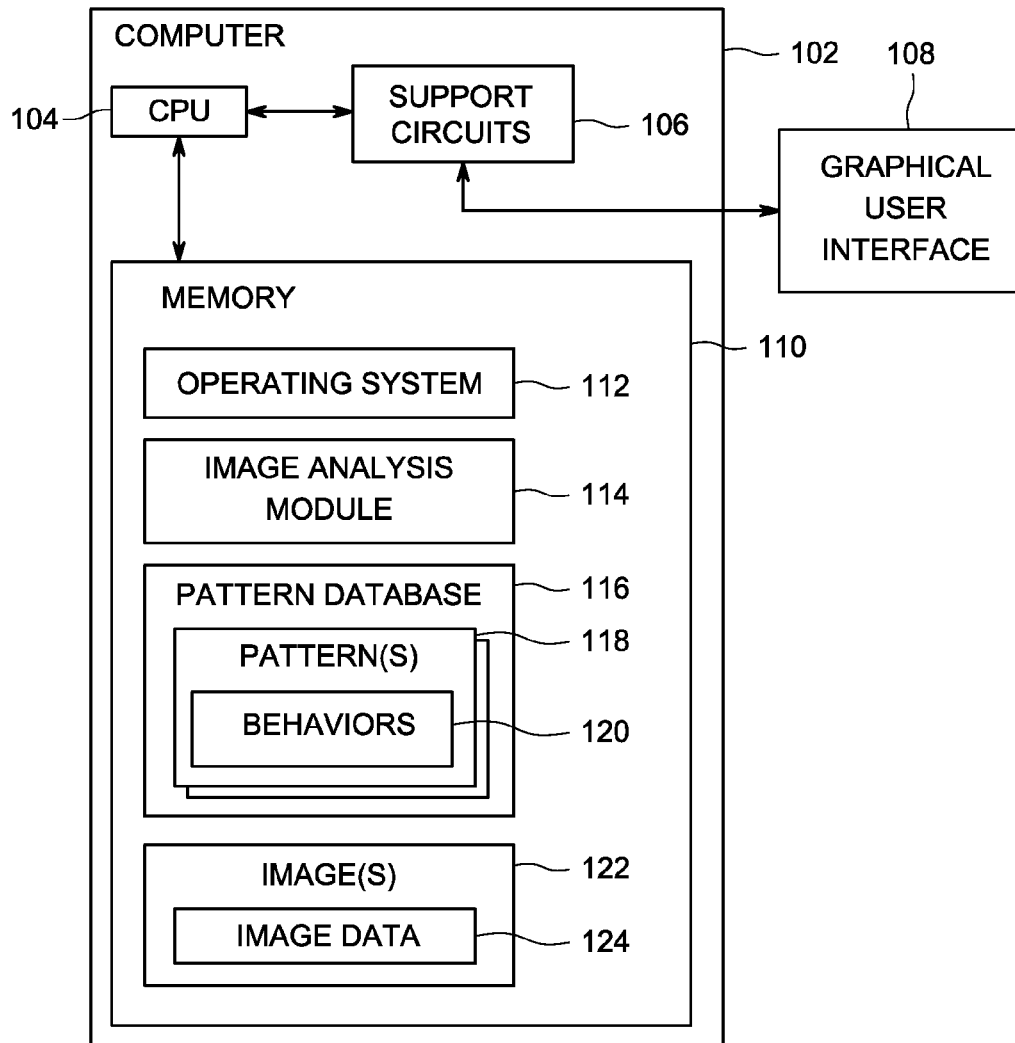 COMPUTER
102
108
104
CPU
SUPPORT
CIRCUITS
106
GRAPHICAL
USER
INTERFACE
MEMORY
110
OPERATING SYSTEM
112
IMAGE ANALYSIS
MODULE
114
PATTERN DATABASE
116
PATTERN(S)
118
BEHAVIORS
120
IMAGE(S)
122
IMAGE DATA
124